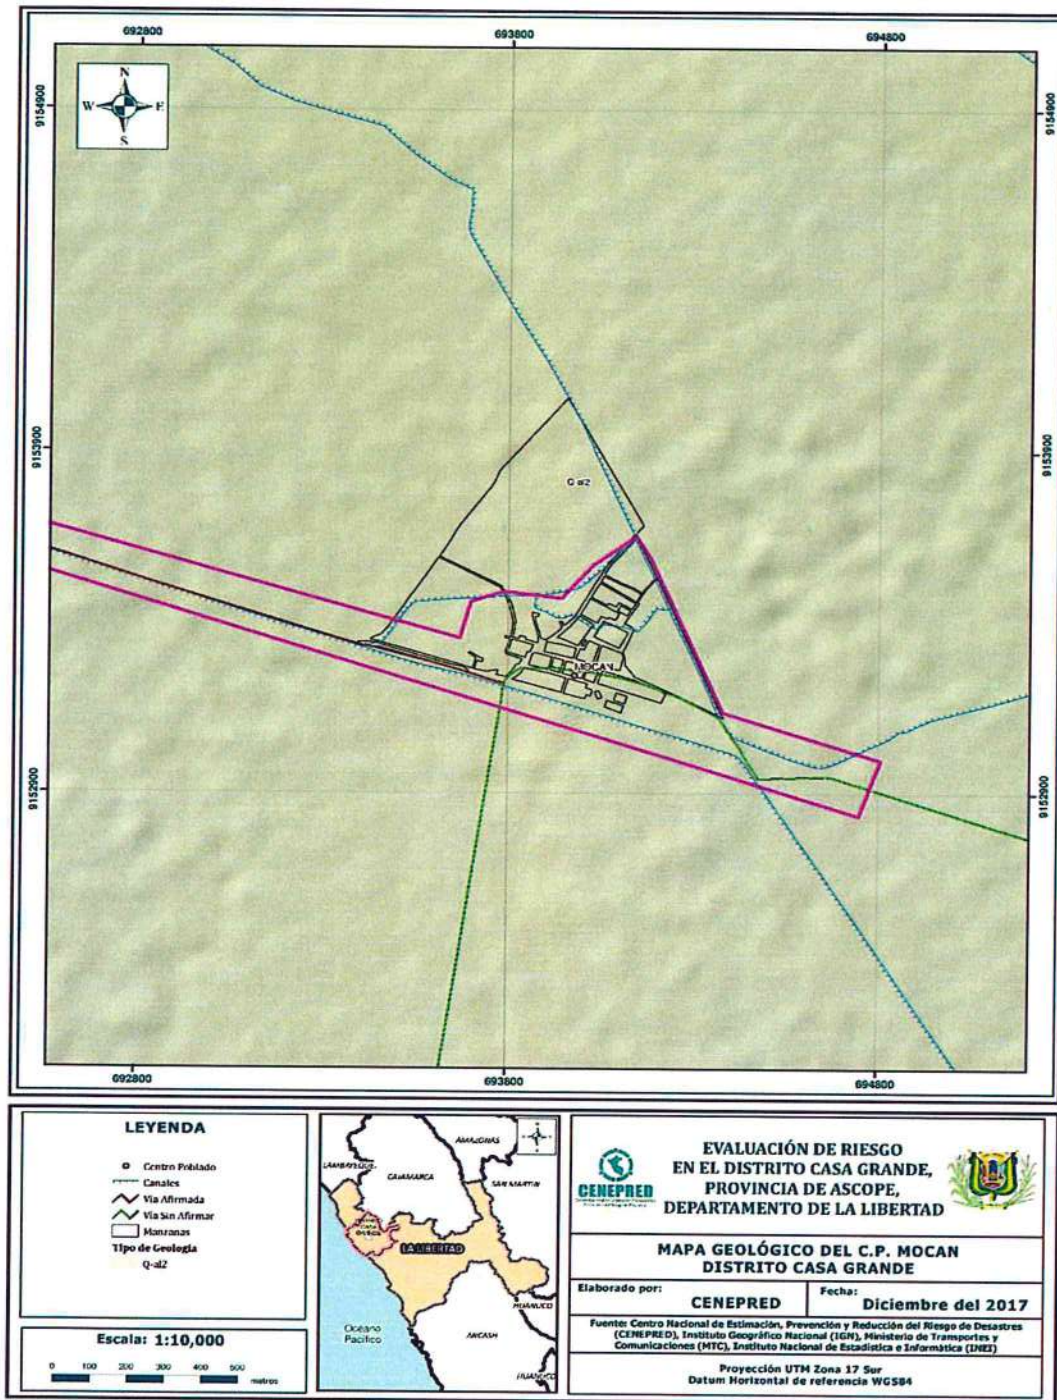 692800
693800
694800
9154900
9154900
N
W
E
S
9153900
9153900
Q-al2
MOCAN
9152900
9152900
692800
693800
694800
LEYENDA
Centro Poblado
Canales
Vía Afirmada
Vía Sin Afirmar
Manzanas
Tipo de Geología
Q-al2
Escala: 1:10,000
0 100 200 300 400 500
metros
AMAZONAS
LAMBAYEQUE
CAJAMARCA
SAN MARTIN
LA LIBERTAD
HUANUCO
Océano
Pacífico
ANCASH
HUANUCO
CENEPRED
EVALUACIÓN DE RIESGO
EN EL DISTRITO CASA GRANDE,
PROVINCIA DE ASCOPE,
DEPARTAMENTO DE LA LIBERTAD
MAPA GEOLÓGICO DEL C.P. MOCAN
DISTRITO CASA GRANDE
Elaborado por:
CENEPRED
Fecha:
Diciembre del 2017
Fuente: Centro Nacional de Estimación, Prevención y Reducción del Riesgo de Desastres
(CENEPRED), Instituto Geográfico Nacional (IGN), Ministerio de Transportes y
Comunicaciones (MTC), Instituto Nacional de Estadística e Informática (INEI)
Proyección UTM Zona 17 Sur
Datum Horizontal de referencia WGS84